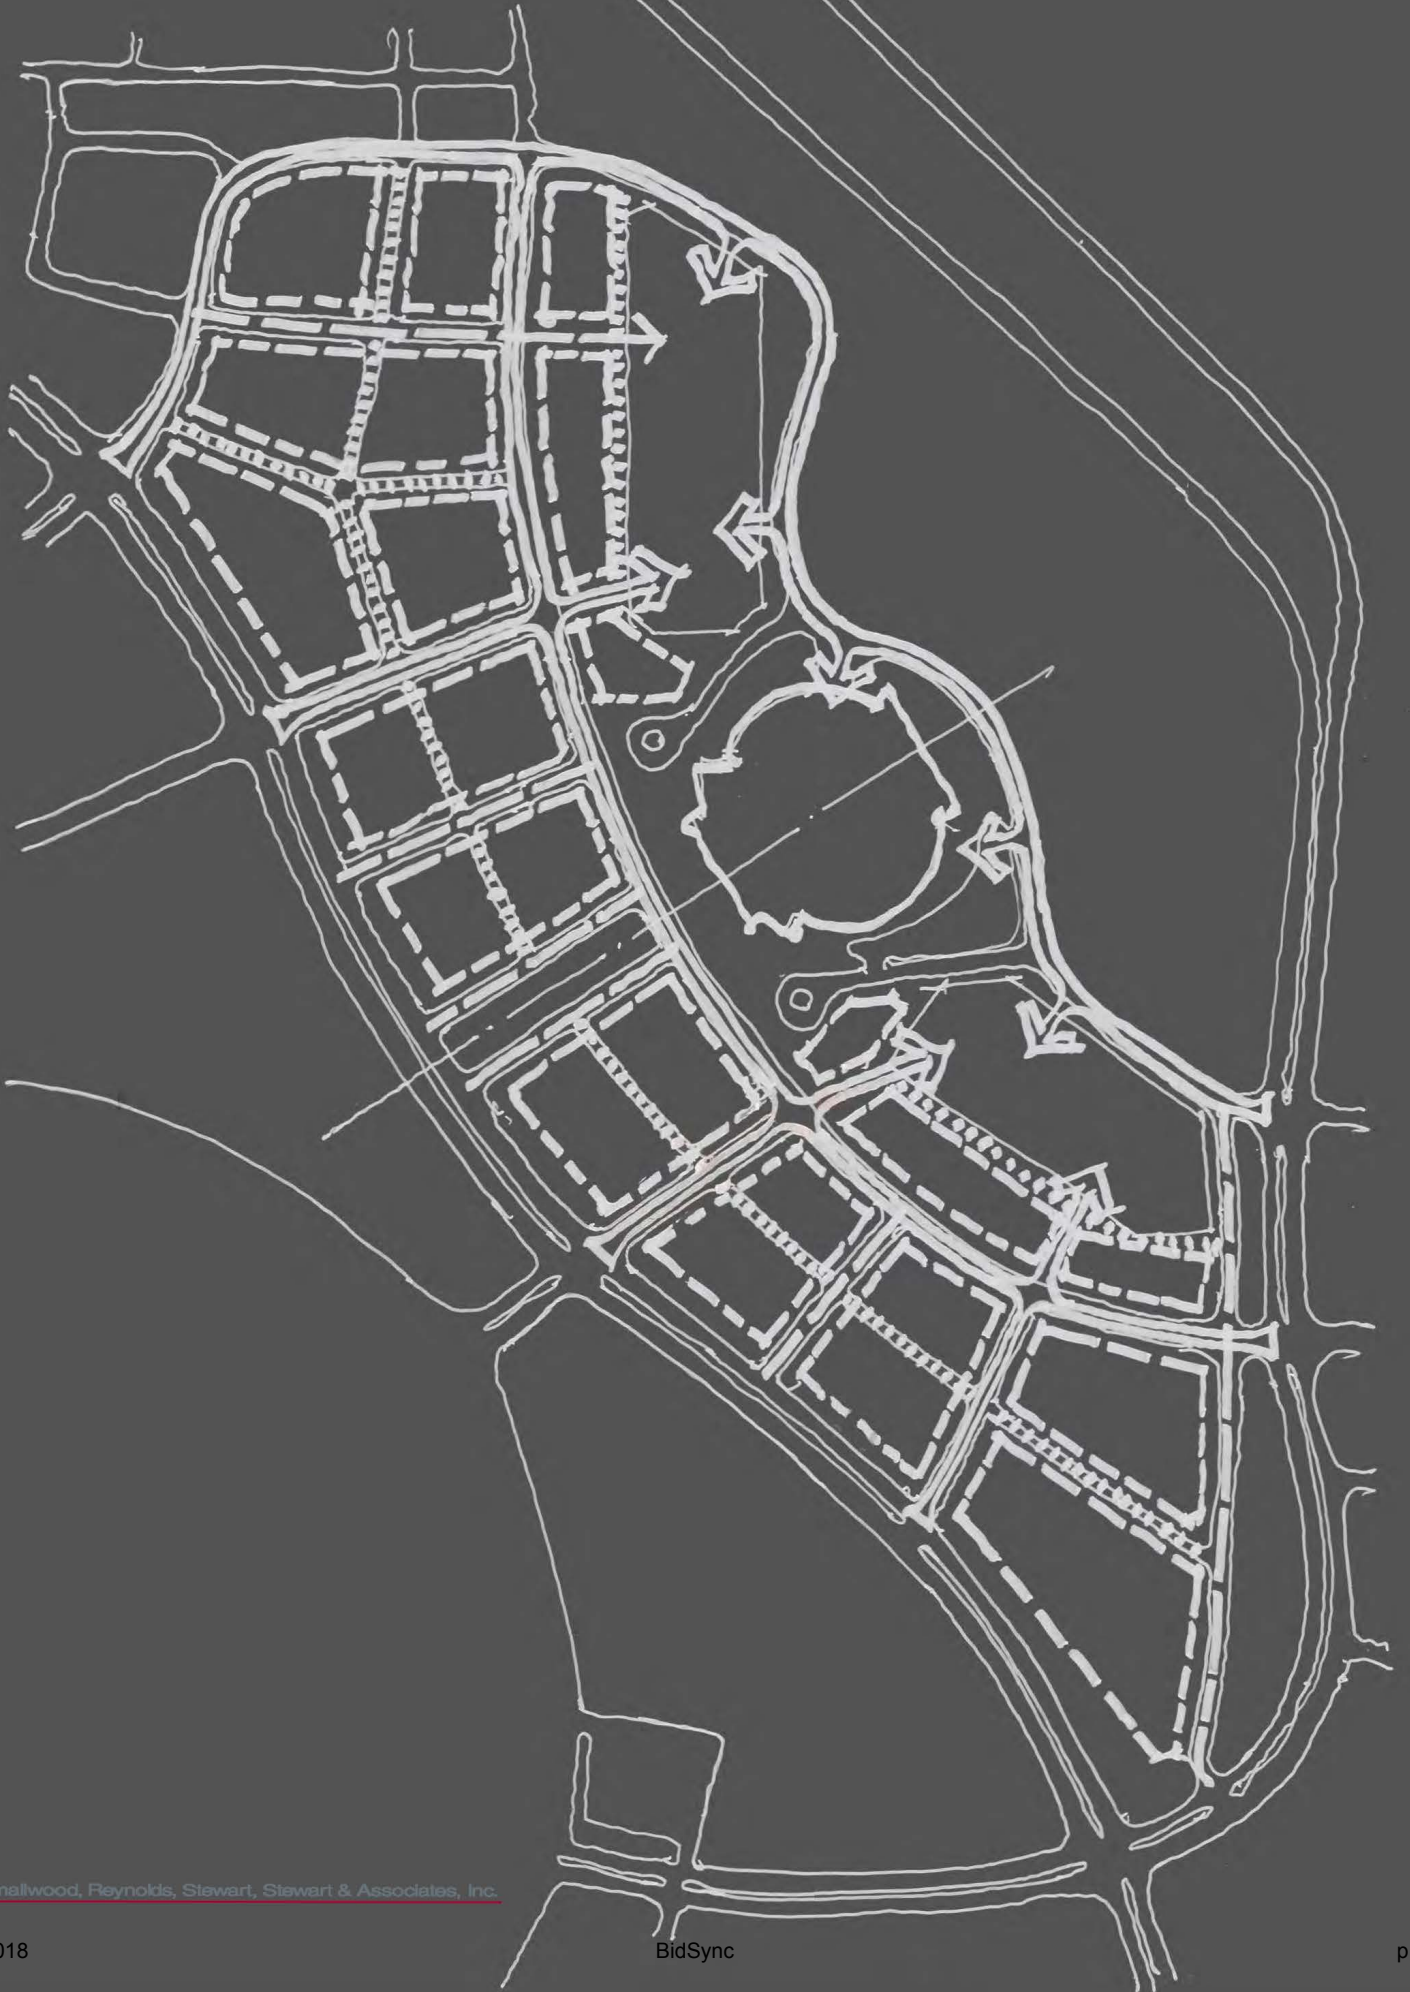 mallwood, Reynolds, Stewart, Stewart & Associates, Inc.
018
BidSync
p